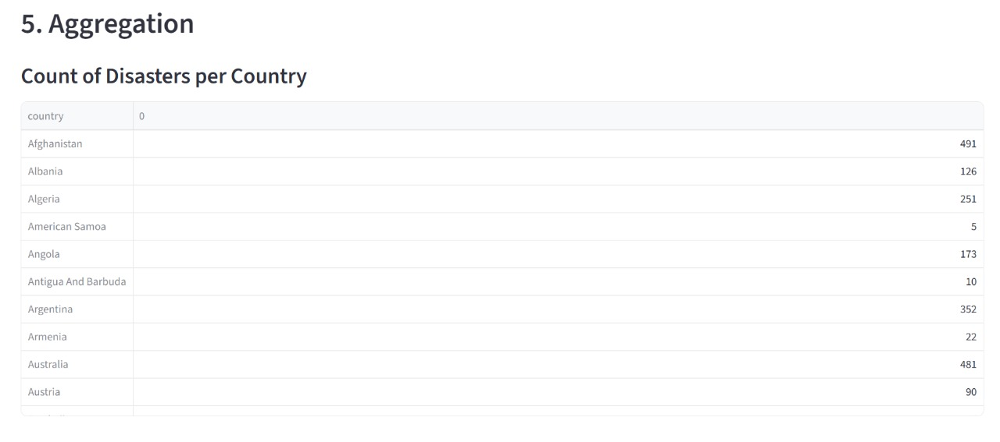 5. Aggregation
Count of Disasters per Country
country 0
Afghanistan 491
Albania 126
Algeria 251
American Samoa 5
Angola 173
Antigua And Barbuda 10
Argentina 352
Armenia 22
Australia 481
Austria 90